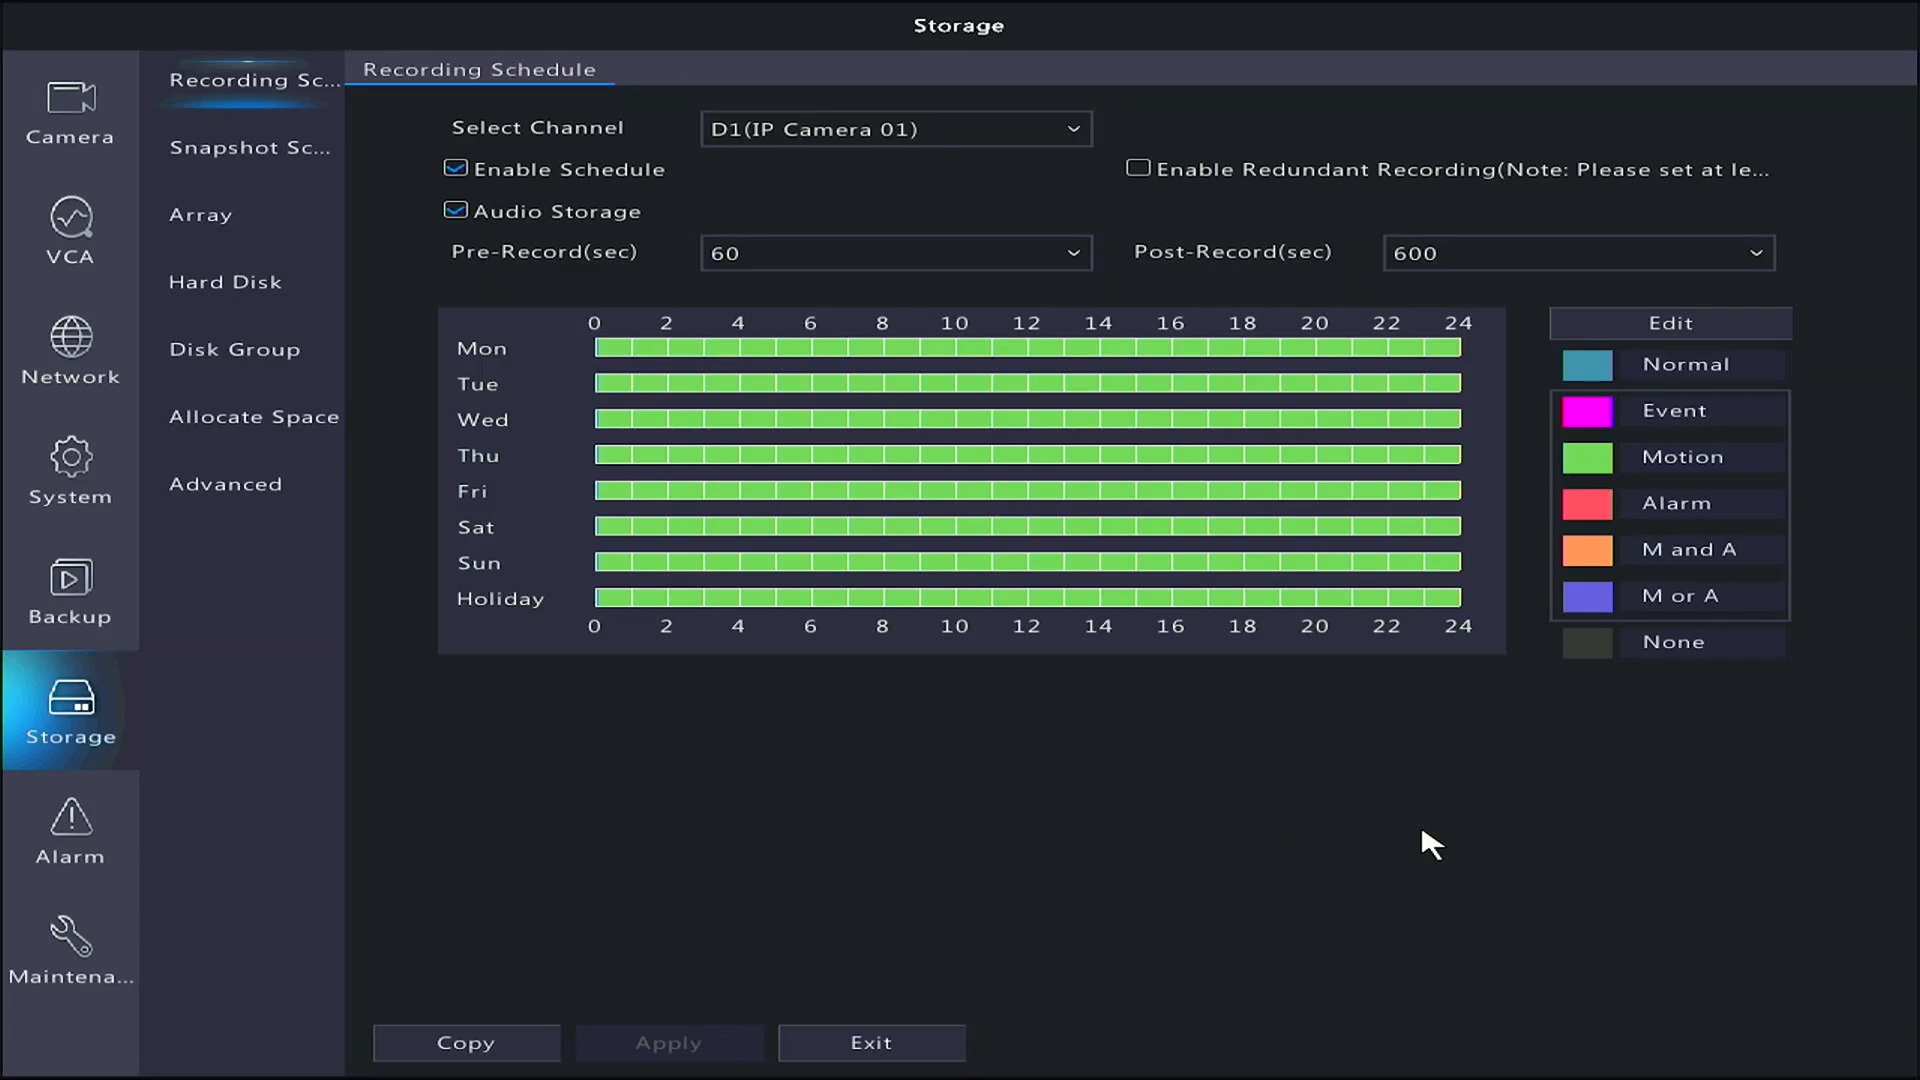 Storage
Camera
VCA
Network
System
Backup
Storage
Alarm
Maintena...
Recording Sc...
Snapshot Sc...
Array
Hard Disk
Disk Group
Allocate Space
Advanced
Recording Schedule
Select Channel D1(IP Camera 01)
Enable Schedule Enable Redundant Recording(Note: Please set at le...
Audio Storage
Pre-Record(sec) 60 Post-Record(sec) 600
0 2 4 6 8 10 12 14 16 18 20 22 24
Mon
Tue
Wed
Thu
Fri
Sat
Sun
Holiday
0 2 4 6 8 10 12 14 16 18 20 22 24
Edit
Normal
Event
Motion
Alarm
M and A
M or A
None
Copy Apply Exit